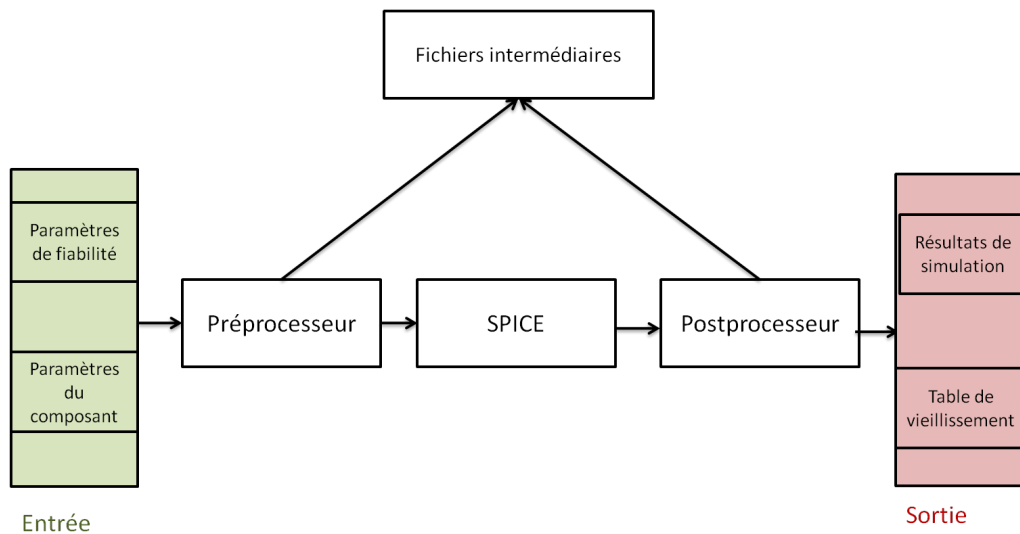 Fichiers intermédiaires
Paramètres
de fiabilité
Paramètres
du
composant
Entrée
Préprocesseur
SPICE
Postprocesseur
Résultats de
simulation
Table de
vieillissement
Sortie